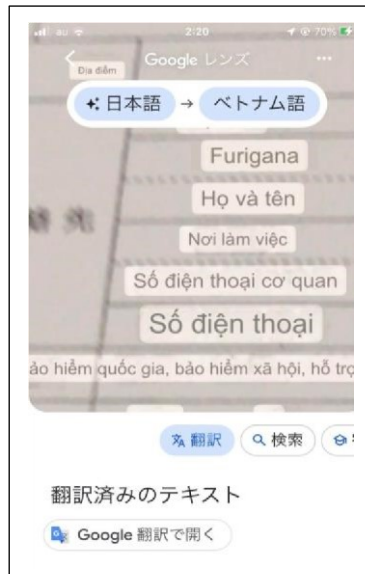 au 2:20 70%
Google レンズ
Địa điểm
日本語 → ベトナム語
Furigana
Họ và tên
Nơi làm việc
Số điện thoại cơ quan
Số điện thoại
ảo hiểm quốc gia, bảo hiểm xã hội, hỗ trợ
翻訳
検索
翻訳済みのテキスト
Google 翻訳で開く